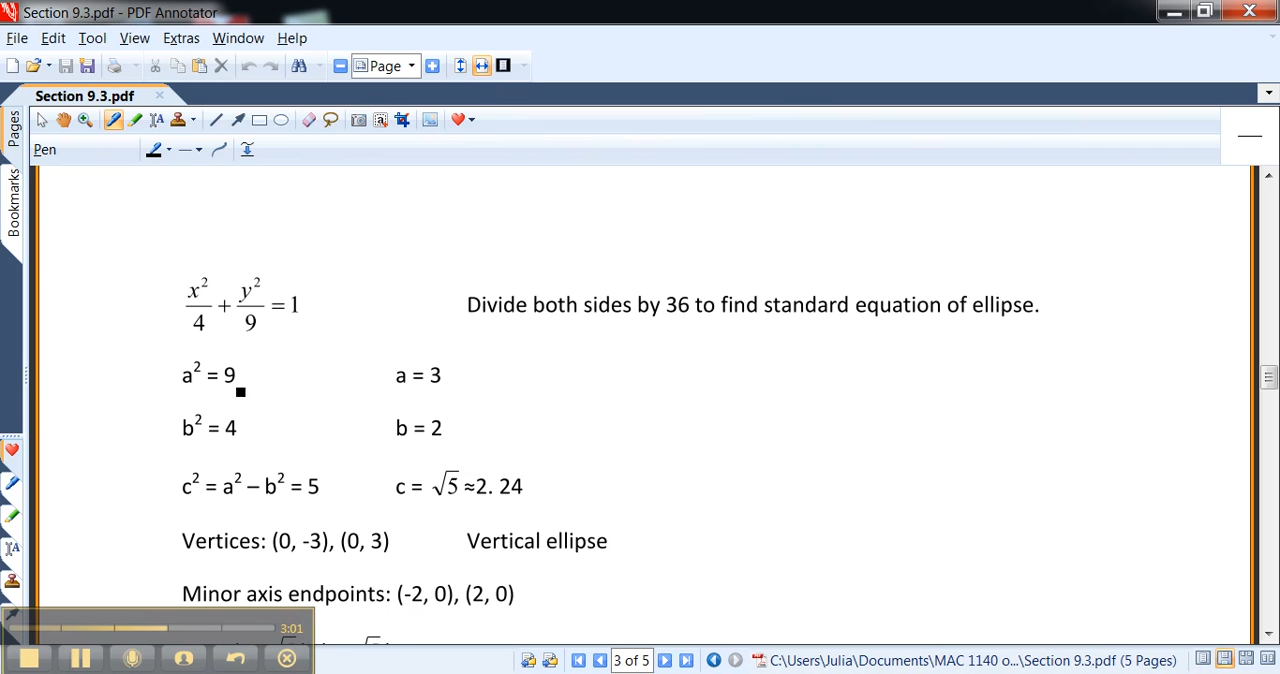 Section 9.3.pdf - PDF Annotator
File Edit Tool View Extras Window Help
Page
Section 9.3.pdf
Pen
Pages
Bookmarks
x² / 4 + y² / 9 = 1 Divide both sides by 36 to find standard equation of ellipse.
a² = 9 a = 3
b² = 4 b = 2
c² = a² – b² = 5 c = √5 ≈2. 24
Vertices: (0, -3), (0, 3) Vertical ellipse
Minor axis endpoints: (-2, 0), (2, 0)
3:01
3 of 5
C:\Users\Julia\Documents\MAC 1140 o...\Section 9.3.pdf (5 Pages)